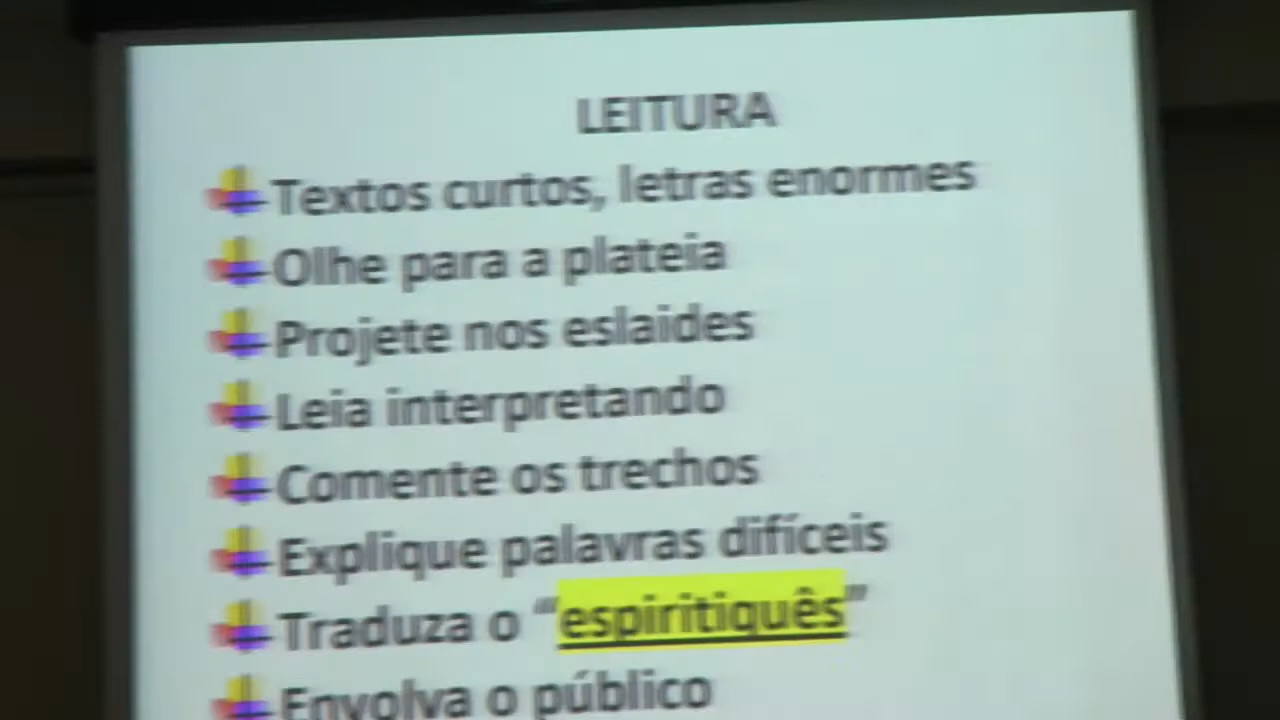 LEITURA
Textos curtos, letras enormes
Olhe para a plateia
Projete nos eslaides
Leia interpretando
Comente os trechos
Explique palavras difíceis
Traduza o “espiritiquês”
Envolva o público